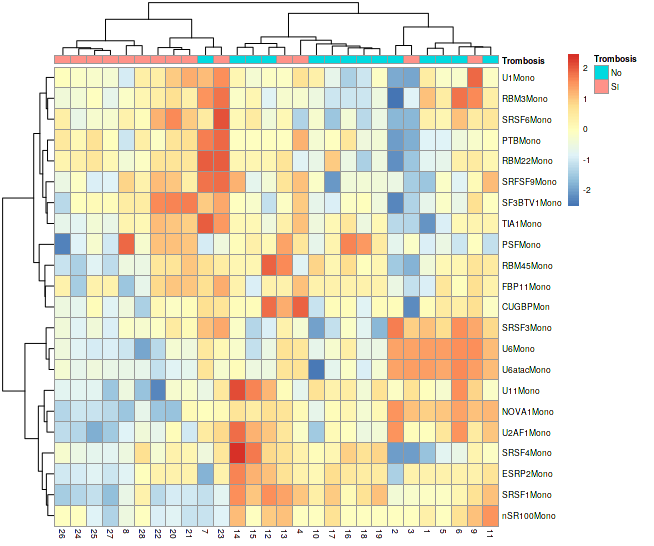 Trombosis
U1Mono
RBM3Mono
SRSF6Mono
PTBMono
RBM22Mono
SRFSF9Mono
SF3BTV1Mono
TIA1Mono
PSFMono
RBM45Mono
FBP11Mono
CUGBPMon
SRSF3Mono
U6Mono
U6atacMono
U11Mono
NOVA1Mono
U2AF1Mono
SRSF4Mono
ESRP2Mono
SRSF1Mono
nSR100Mono
26 24 25 27 8 28 22 20 21 7 23 14 15 12 13 4 10 17 16 18 19 2 3 1 5 6 9 11
2
1
0
-1
-2
Trombosis
No
SI